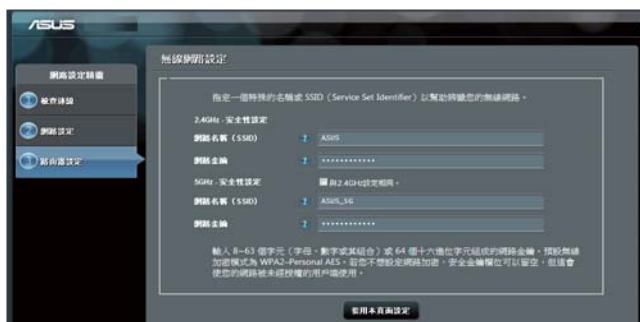 ASUS
無線網路設定
網路設定精靈
1 檢查連線
2 網路設定
3 路由器設定
指定一個特殊的名稱或 SSID（Service Set Identifier）以幫助辨識您的無線網路。
2.4GHz - 安全性設定
網路名稱（SSID） ? ASUS
網路金鑰 ? ••••••••••••
5GHz - 安全性設定 與2.4GHz設定相同。
網路名稱（SSID） ? ASUS_5G
網路金鑰 ? ••••••••••••
輸入 8~63 個字元（字母、數字或其組合）或 64 個十六進位字元組成的網路金鑰。預設無線
加密模式為 WPA2-Personal AES。若您不想設定網路加密，安全金鑰欄位可以留空，但這會
使您的網路被未經授權的用戶端使用。
套用本頁面設定